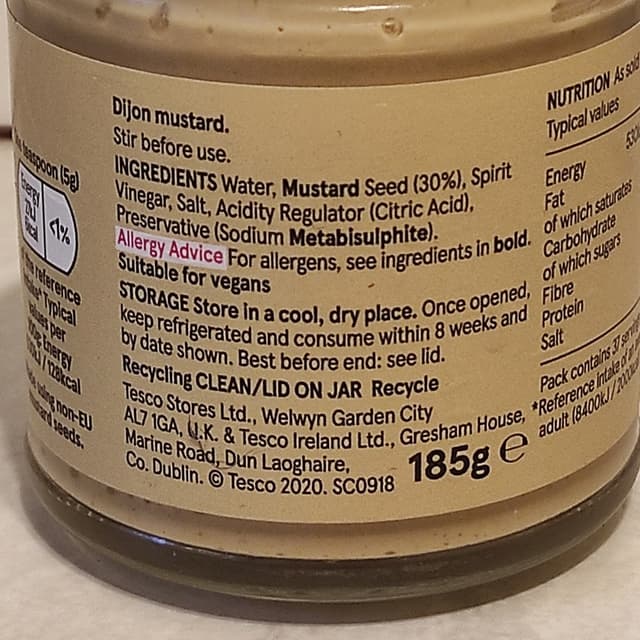 Dijon mustard.
Stir before use.
INGREDIENTS Water, Mustard Seed (30%), Spirit
Vinegar, Salt, Acidity Regulator (Citric Acid),
Preservative (Sodium Metabisulphite).
Allergy Advice For allergens, see ingredients in bold.
Suitable for vegans
STORAGE Store in a cool, dry place. Once opened,
keep refrigerated and consume within 8 weeks and
by date shown. Best before end: see lid.
Recycling CLEAN/LID ON JAR Recycle
Tesco Stores Ltd., Welwyn Garden City
AL7 1GA, U.K. & Tesco Ireland Ltd., Gresham House,
Marine Road, Dun Laoghaire,
Co. Dublin. © Tesco 2020. SC0918
185g e
teaspoon (5g)
Energy
<1%
reference
Typical
per
Energy
128kcal
using non-EU
seeds.
NUTRITION As sold
Typical values
Energy
Fat
of which saturates
Carbohydrate
of which sugars
Fibre
Protein
Salt
Pack contains 37
*Reference intake of
adult (8400kJ /